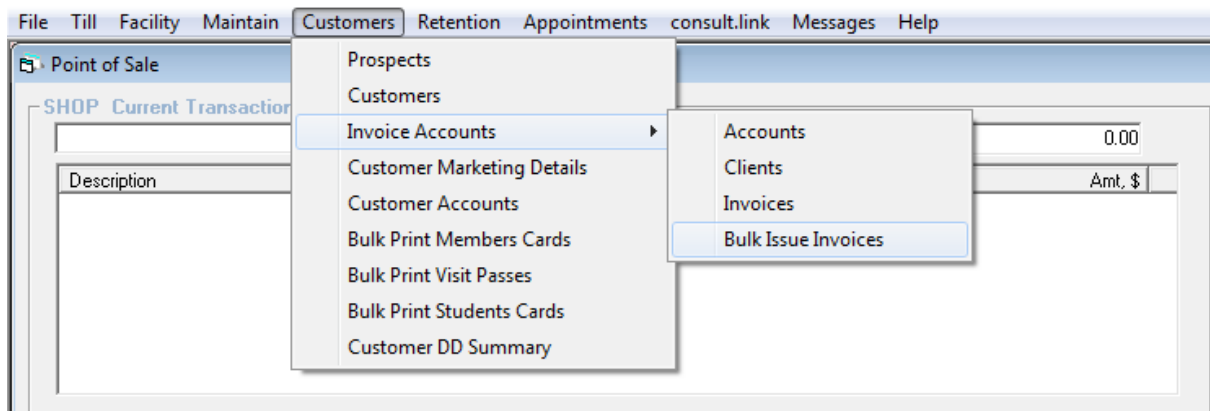 File Till Facility Maintain Customers Retention Appointments consult.link Messages Help
Point of Sale
SHOP Current Transaction
0.00
Description Amt, $
Prospects
Customers
Invoice Accounts
Customer Marketing Details
Customer Accounts
Bulk Print Members Cards
Bulk Print Visit Passes
Bulk Print Students Cards
Customer DD Summary
Accounts
Clients
Invoices
Bulk Issue Invoices